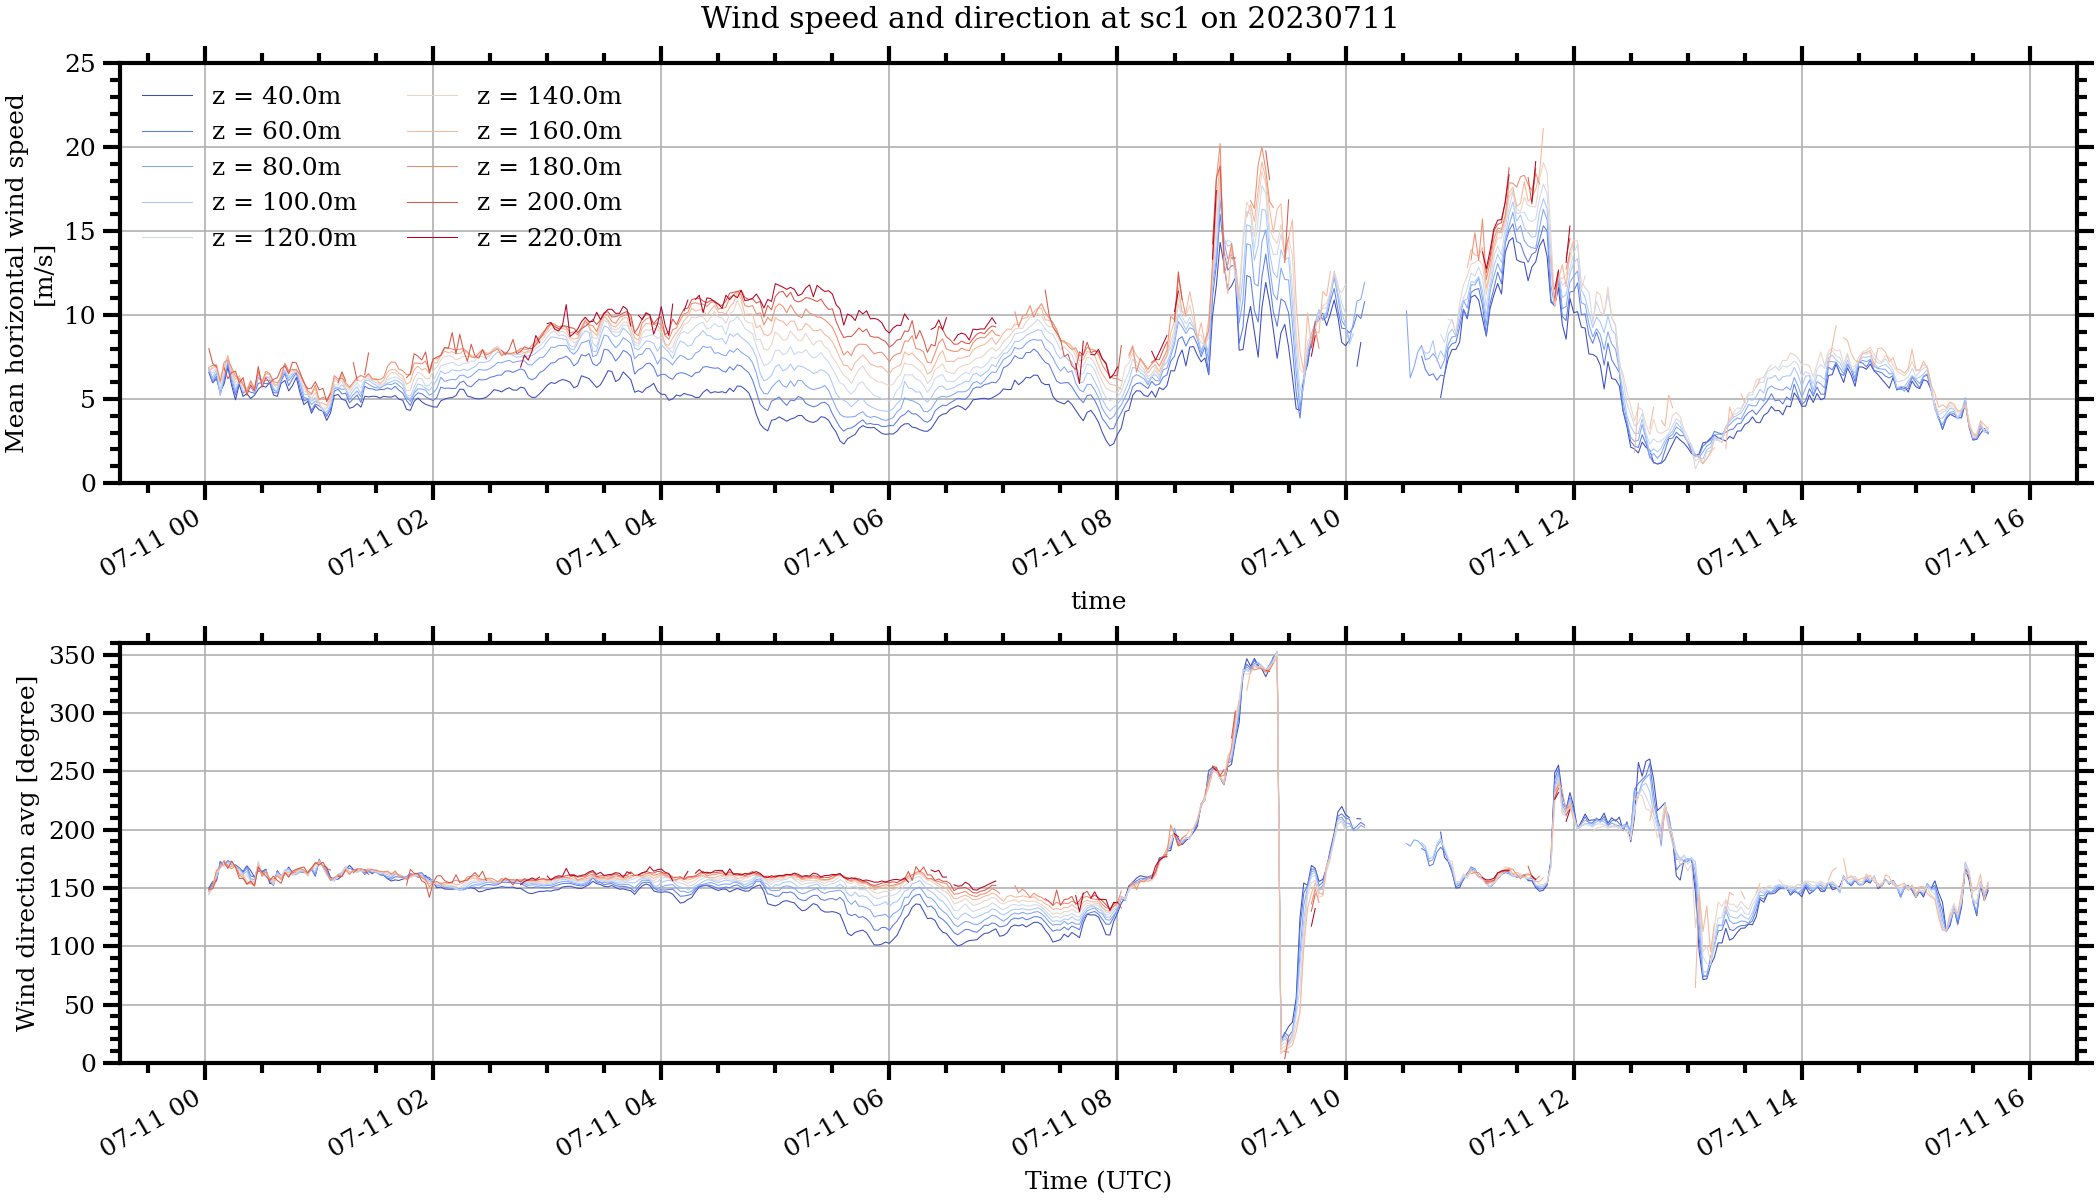 Wind speed and direction at sc1 on 20230711
Mean horizontal wind speed
[m/s]
25
20
15
10
5
0
z = 40.0m
z = 60.0m
z = 80.0m
z = 100.0m
z = 120.0m
z = 140.0m
z = 160.0m
z = 180.0m
z = 200.0m
z = 220.0m
07-11 00
07-11 02
07-11 04
07-11 06
07-11 08
07-11 10
07-11 12
07-11 14
07-11 16
time
Wind direction avg [degree]
350
300
250
200
150
100
50
0
07-11 00
07-11 02
07-11 04
07-11 06
07-11 08
07-11 10
07-11 12
07-11 14
07-11 16
Time (UTC)